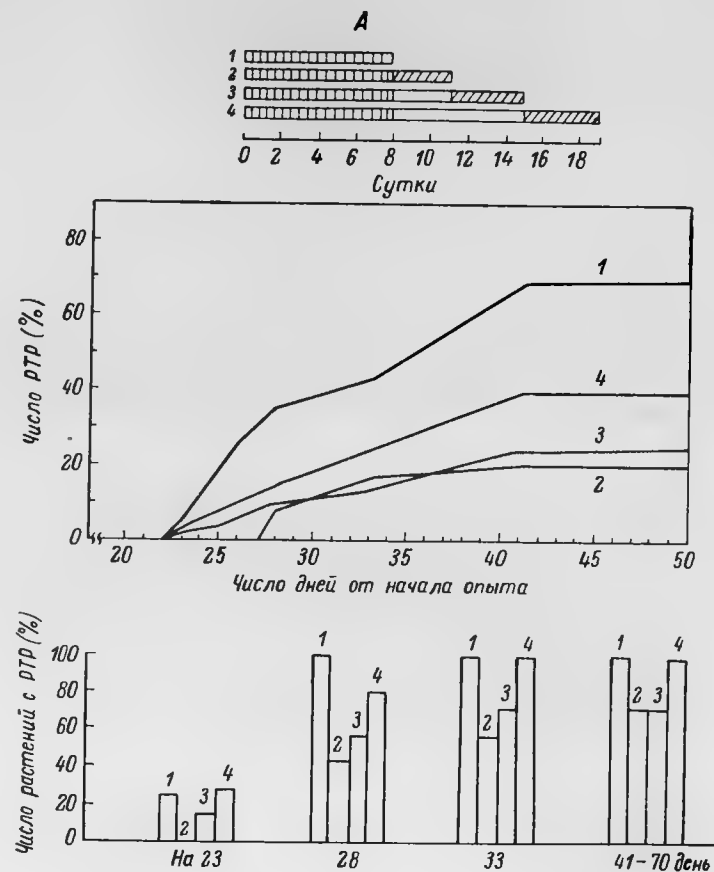 А
1
2
3
4
0 2 4 6 8 10 12 14 16 18
Сутки
Число РТР (%)
80
60
40
20
0
1
4
3
2
20 25 30 35 40 45 50
Число дней от начала опыта
Число растений с РТР (%)
100
80
60
40
20
0
1 2 3 4
1 2 3 4
1 2 3 4
1 2 3 4
На 23 28 33 41-70 день